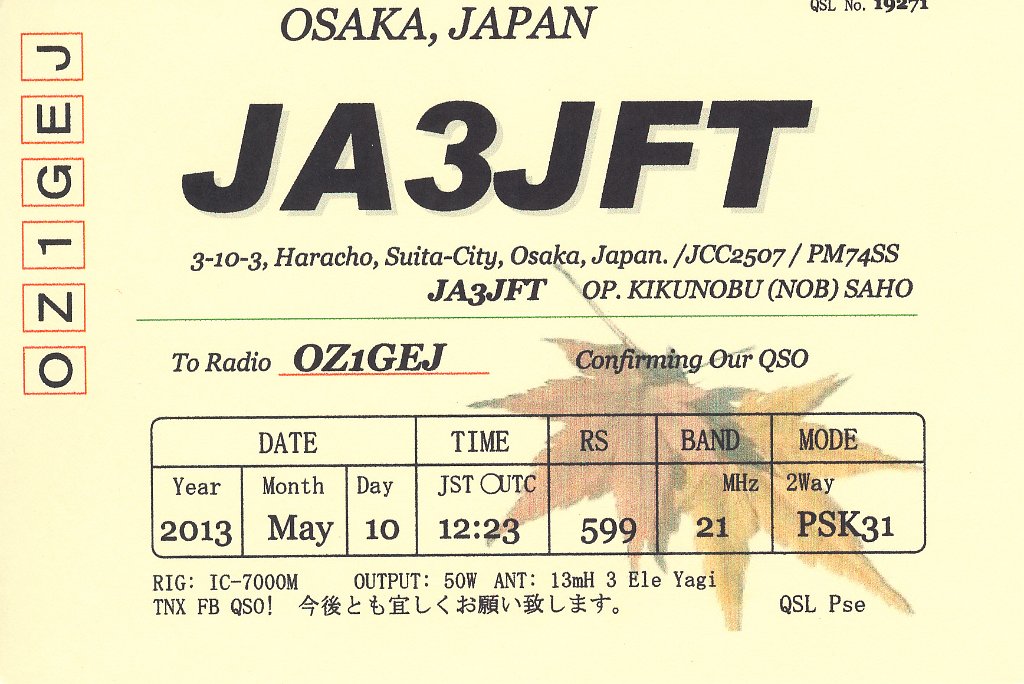 OSAKA, JAPAN
QSL No. 19271
JA3JFT
3-10-3, Haracho, Suita-City, Osaka, Japan. /JCC2507 / PM74SS
JA3JFT OP. KIKUNOBU (NOB) SAHO
To Radio OZ1GEJ Confirming Our QSO
DATE TIME RS BAND MODE
Year Month Day JST ○UTC MHz 2Way
2013 May 10 12:23 599 21 PSK31
RIG: IC-7000M OUTPUT: 50W ANT: 13mH 3 Ele Yagi
TNX FB QSO! 今後とも宜しくお願い致します。 QSL Pse
OZ1GEJ